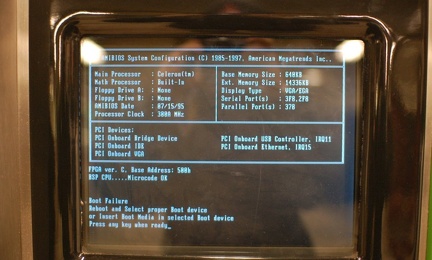 AMIBIOS System Configuration (C) 1985-1997, American Megatrends Inc.,
Main Processor : Celeron(tm) Base Memory Size : 640KB
Math Processor : Built-In Ext. Memory Size : 14336KB
Floppy Drive A: : None Display Type : VGA/EGA
Floppy Drive B: : None Serial Port(s) : 3F8,2F8
AMIBIOS Date : 07/15/95 Parallel Port(s) : 378
Processor Clock : 300A MHz
PCI Devices:
PCI Onboard Bridge Device PCI Onboard USB Controller, IRQ11
PCI Onboard IDE PCI Onboard Ethernet, IRQ15
PCI Onboard VGA
FPGA ver. C, Base Address: 500h
BSP CPU.....Microcode OK
Boot Failure
Reboot and Select proper Boot device
or Insert Boot Media in selected Boot device
Press any key when ready_